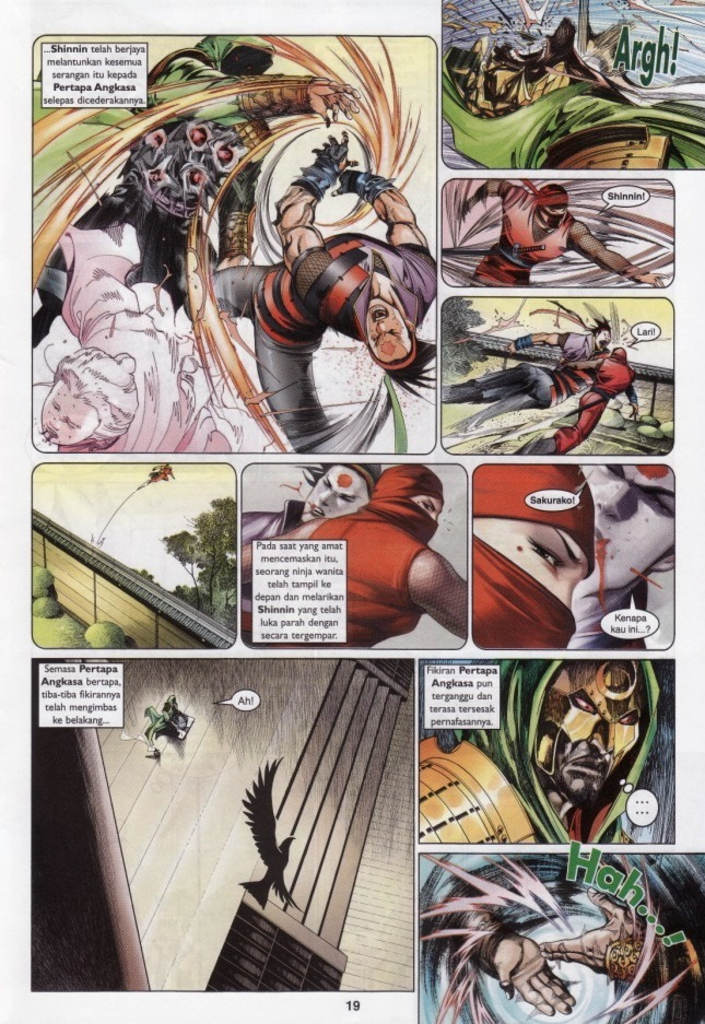 ...Shinnin telah berjaya
melantunkan kesemua
serangan itu kepada
Pertapa Angkasa
selepas dicederakannya.
Argh!
Shinnin!
Lari!
Pada saat yang amat
mencemaskan itu,
seorang ninja wanita
telah tampil ke
depan dan melarikan
Shinnin yang telah
luka parah dengan
secara tergempar.
Sakurako!
Kenapa
kau ini...?
Semasa Pertapa
Angkasa bertapa,
tiba-tiba fikirannya
telah mengimbas
ke belakang...
Ah!
Fikiran Pertapa
Angkasa pun
terganggu dan
terasa tersesak
pernafasannya.
...
...
Hah...!
19